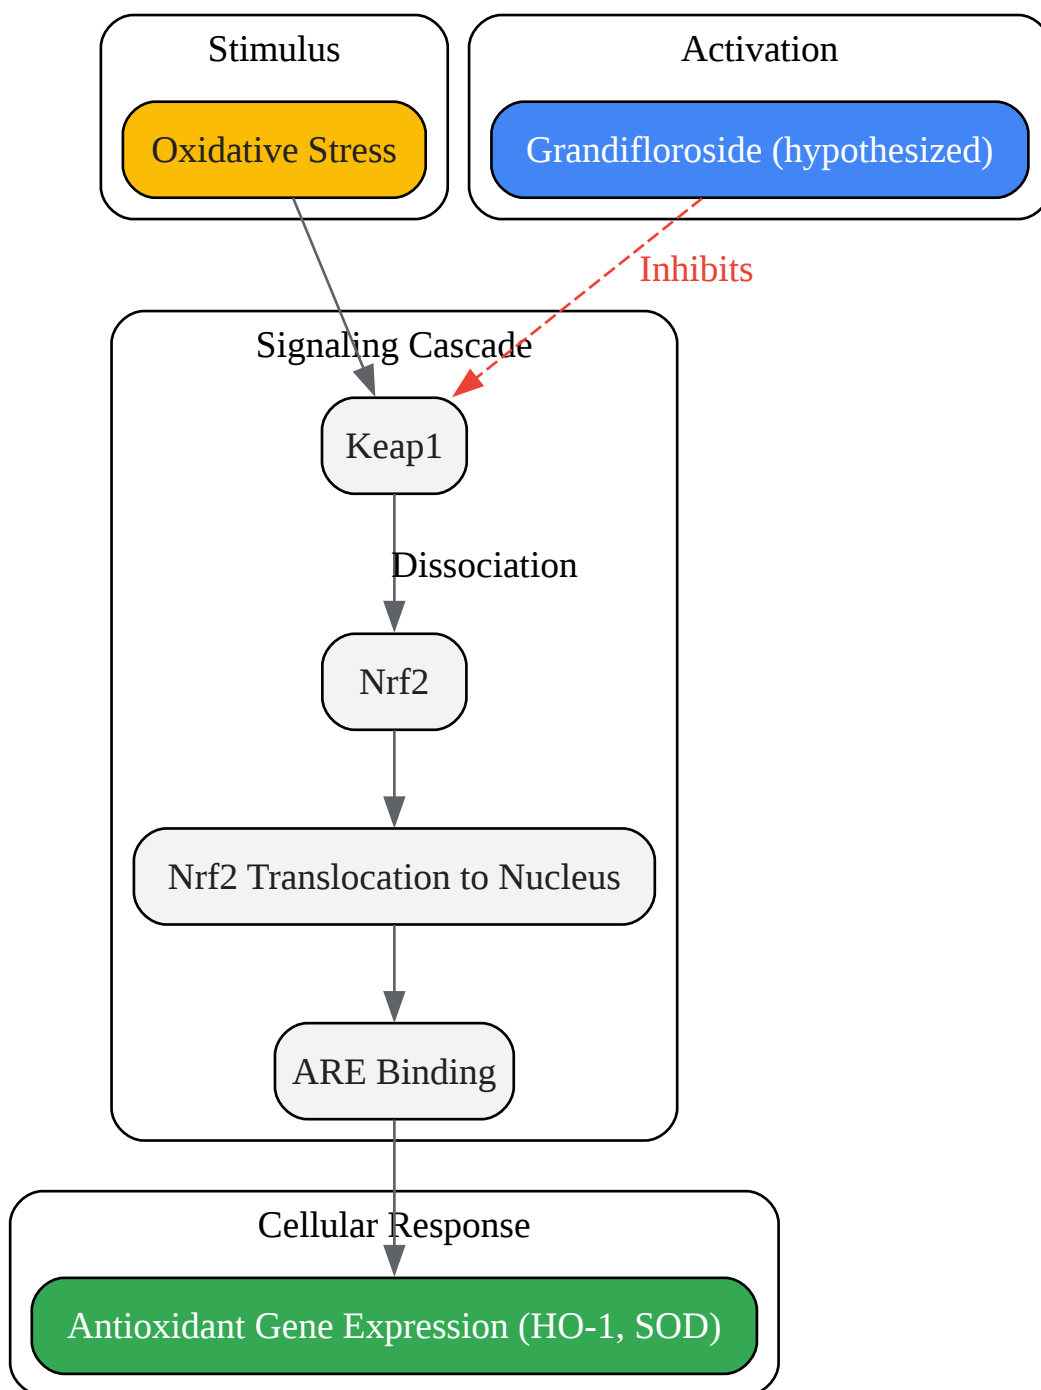 Stimulus
Activation
Oxidative Stress
Grandifloroside (hypothesized)
Inhibits
Signaling Cascade
Keap1
Dissociation
Nrf2
Nrf2 Translocation to Nucleus
ARE Binding
Cellular Response
Antioxidant Gene Expression (HO-1, SOD)